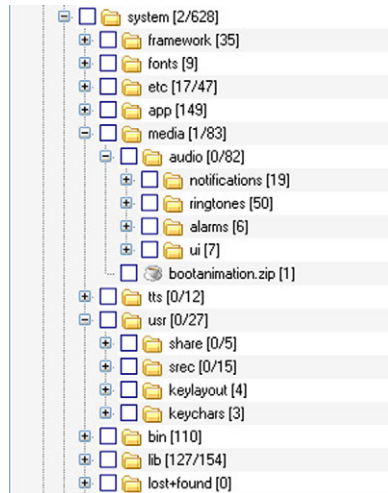 system [2/628]
framework [35]
fonts [9]
etc [17/47]
app [149]
media [1/83]
audio [0/82]
notifications [19]
ringtones [50]
alarms [6]
ui [7]
bootanimation.zip [1]
tts [0/12]
usr [0/27]
share [0/5]
srec [0/15]
keylayout [4]
keychars [3]
bin [110]
lib [127/154]
lost+found [0]